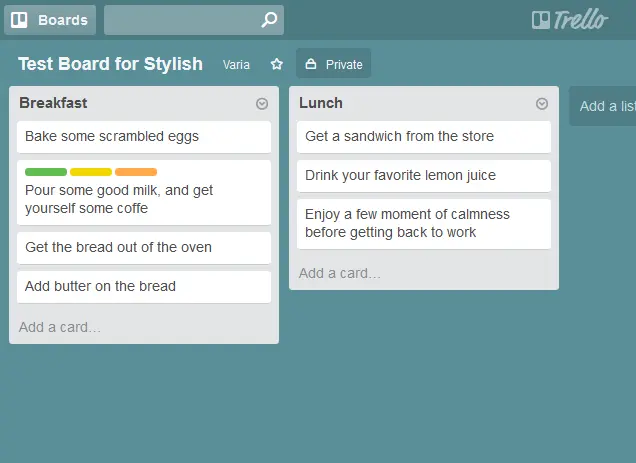 Boards
Trello
Test Board for Stylish Varia Private
Breakfast
Bake some scrambled eggs
Pour some good milk, and get
yourself some coffe
Get the bread out of the oven
Add butter on the bread
Add a card...
Lunch
Get a sandwich from the store
Drink your favorite lemon juice
Enjoy a few moment of calmness
before getting back to work
Add a card...
Add a list